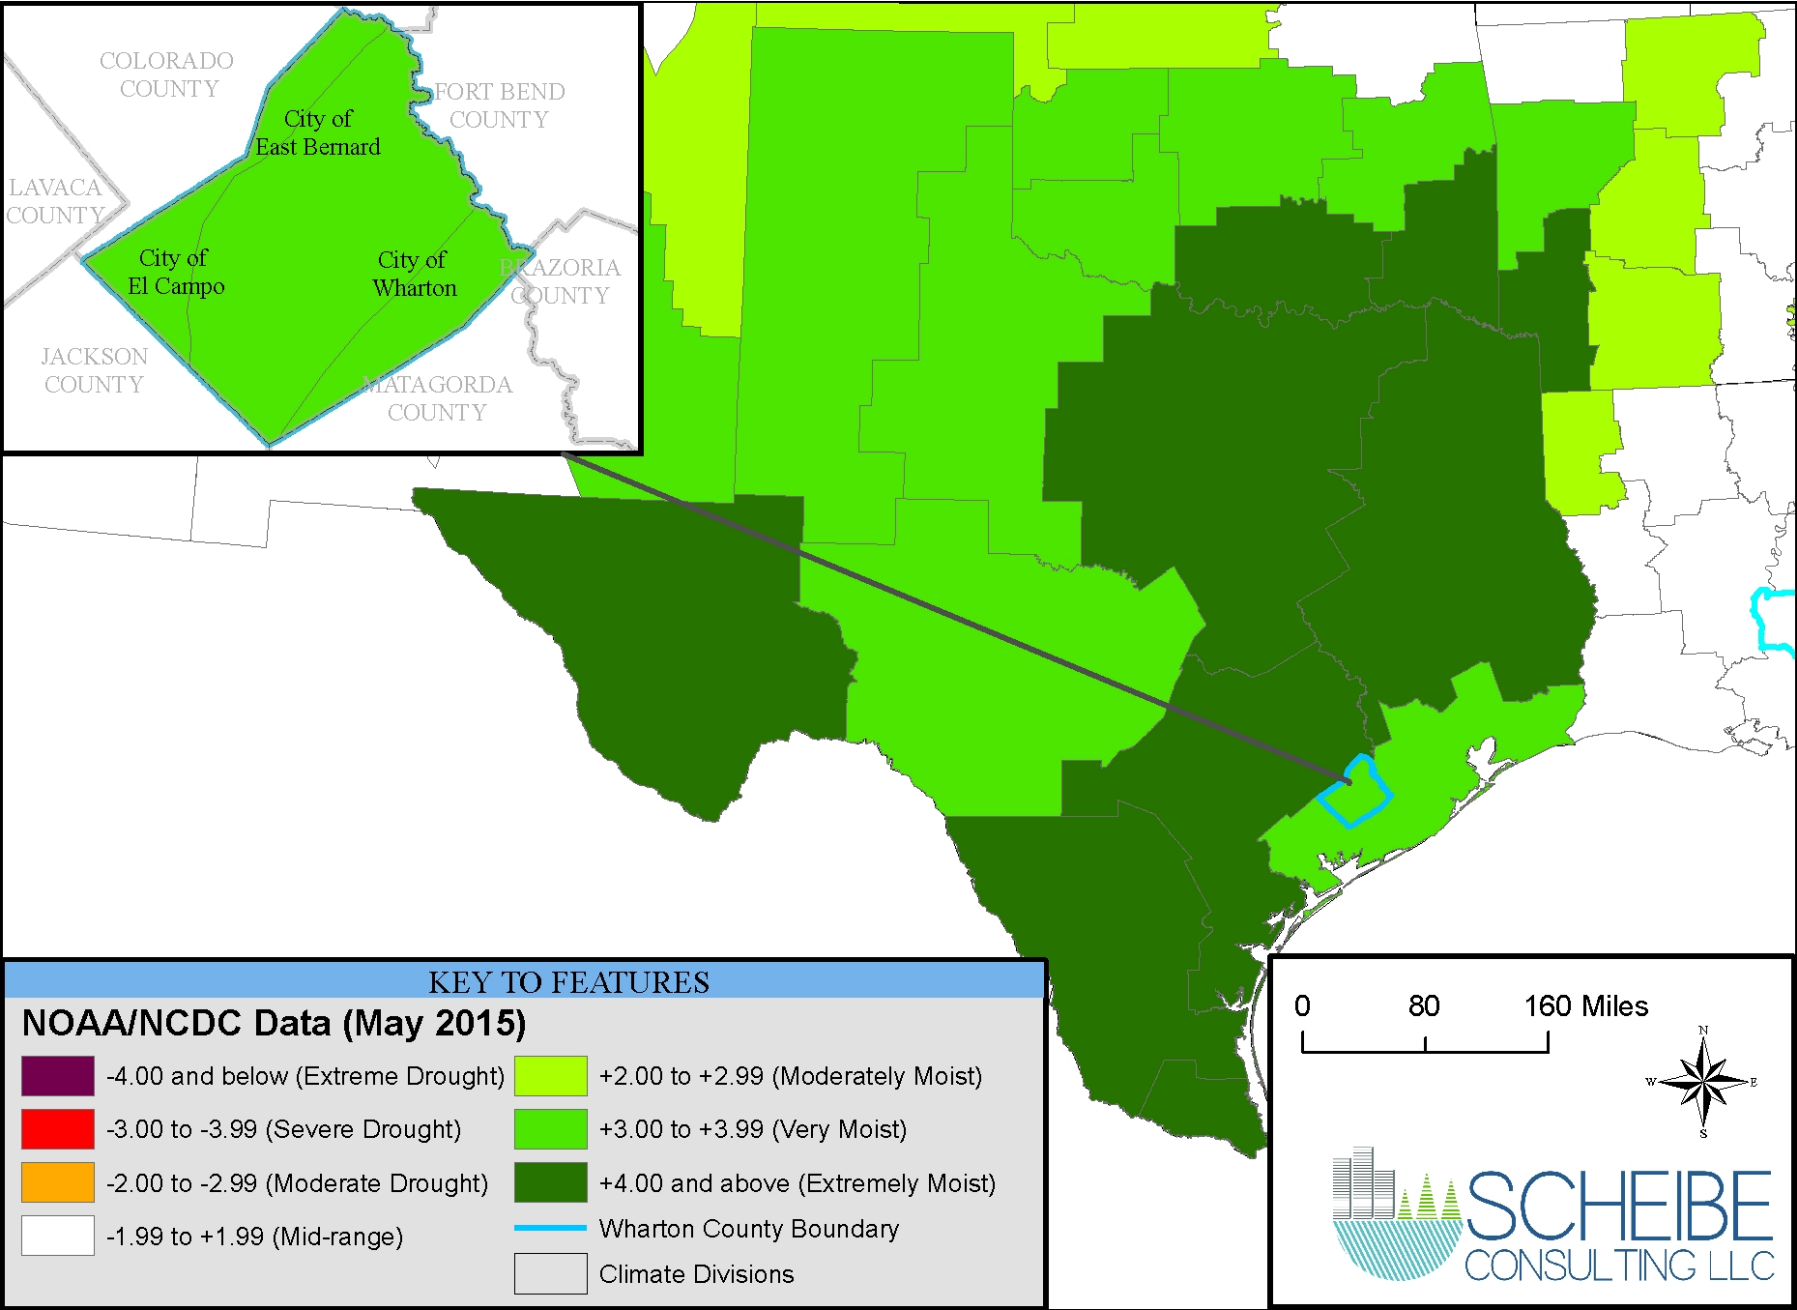 COLORADO
COUNTY
FORT BEND
COUNTY
City of
East Bernard
LAVACA
COUNTY
City of
El Campo
City of
Wharton
BRAZORIA
COUNTY
JACKSON
COUNTY
MATAGORDA
COUNTY
KEY TO FEATURES
NOAA/NCDC Data (May 2015)
-4.00 and below (Extreme Drought)
-3.00 to -3.99 (Severe Drought)
-2.00 to -2.99 (Moderate Drought)
-1.99 to +1.99 (Mid-range)
+2.00 to +2.99 (Moderately Moist)
+3.00 to +3.99 (Very Moist)
+4.00 and above (Extremely Moist)
Wharton County Boundary
Climate Divisions
0 80 160 Miles
N
W E
S
SCHEIBE
CONSULTING LLC